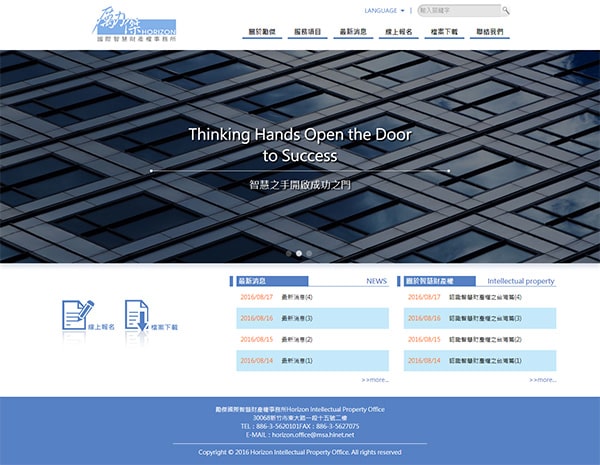 LANGUAGE
輸入關鍵字
勵傑 HORIZON
國際智慧財產權事務所
關於勵傑 服務項目 最新消息 線上報名 檔案下載 聯絡我們
Thinking Hands Open the Door
to Success
智慧之手開啟成功之門
線上報名
檔案下載
最新消息 NEWS
2016/08/17 最新消息(4)
2016/08/16 最新消息(3)
2016/08/15 最新消息(2)
2016/08/14 最新消息(1)
>>more...
關於智慧財產權 Intellectual property
2016/08/17 認識智慧財產權之台灣篇(4)
2016/08/16 認識智慧財產權之台灣篇(3)
2016/08/15 認識智慧財產權之台灣篇(2)
2016/08/14 認識智慧財產權之台灣篇(1)
>>more...
勵傑國際智慧財產權事務所Horizon Intellectual Property Office
30068新竹市東大路一段十五號二樓
TEL：886-3-5620101FAX：886-3-5627075
E-MAIL：horizon.office@msa.hinet.net
Copyright © 2016 Horizon Intellectual Property Office. All rights reserved